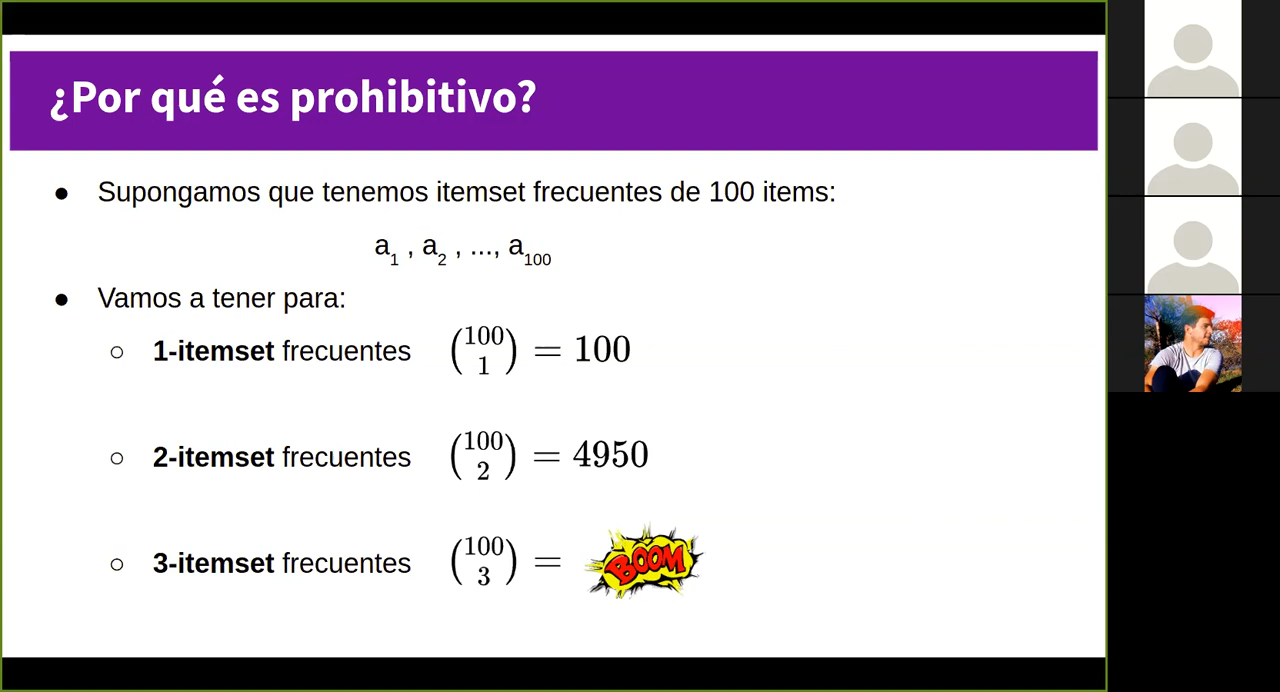 ¿Por qué es prohibitivo?
● Supongamos que tenemos itemset frecuentes de 100 items:
a₁ , a₂ , ..., a₁₀₀
● Vamos a tener para:
○ 1-itemset frecuentes (100 1) = 100
○ 2-itemset frecuentes (100 2) = 4950
○ 3-itemset frecuentes (100 3) = BOOM